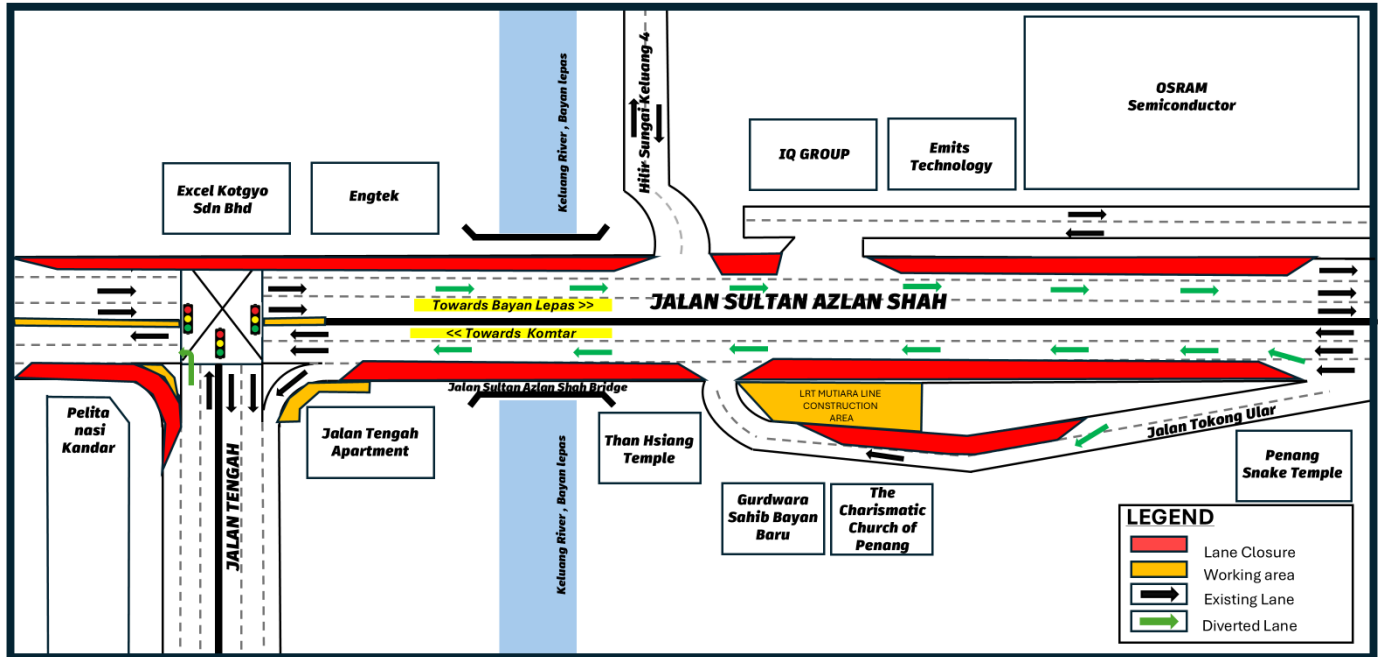 Keluang River , Bayan lepas
Hilir Sungai Keluang 4
OSRAM
Semiconductor
IQ GROUP
Emits
Technology
Excel Kotgyo
Sdn Bhd
Engtek
Towards Bayan Lepas >>
JALAN SULTAN AZLAN SHAH
<< Towards Komtar
Jalan Sultan Azlan Shah Bridge
LRT MUTIARA LINE
CONSTRUCTION
AREA
Jalan Tokong Ular
Pelita
nasi
Kandar
JALAN TENGAH
Jalan Tengah
Apartment
Keluang River, Bayan lepas
Than Hsiang
Temple
Gurdwara
Sahib Bayan
Baru
The
Charismatic
Church of
Penang
Penang
Snake Temple
LEGEND
Lane Closure
Working area
Existing Lane
Diverted Lane